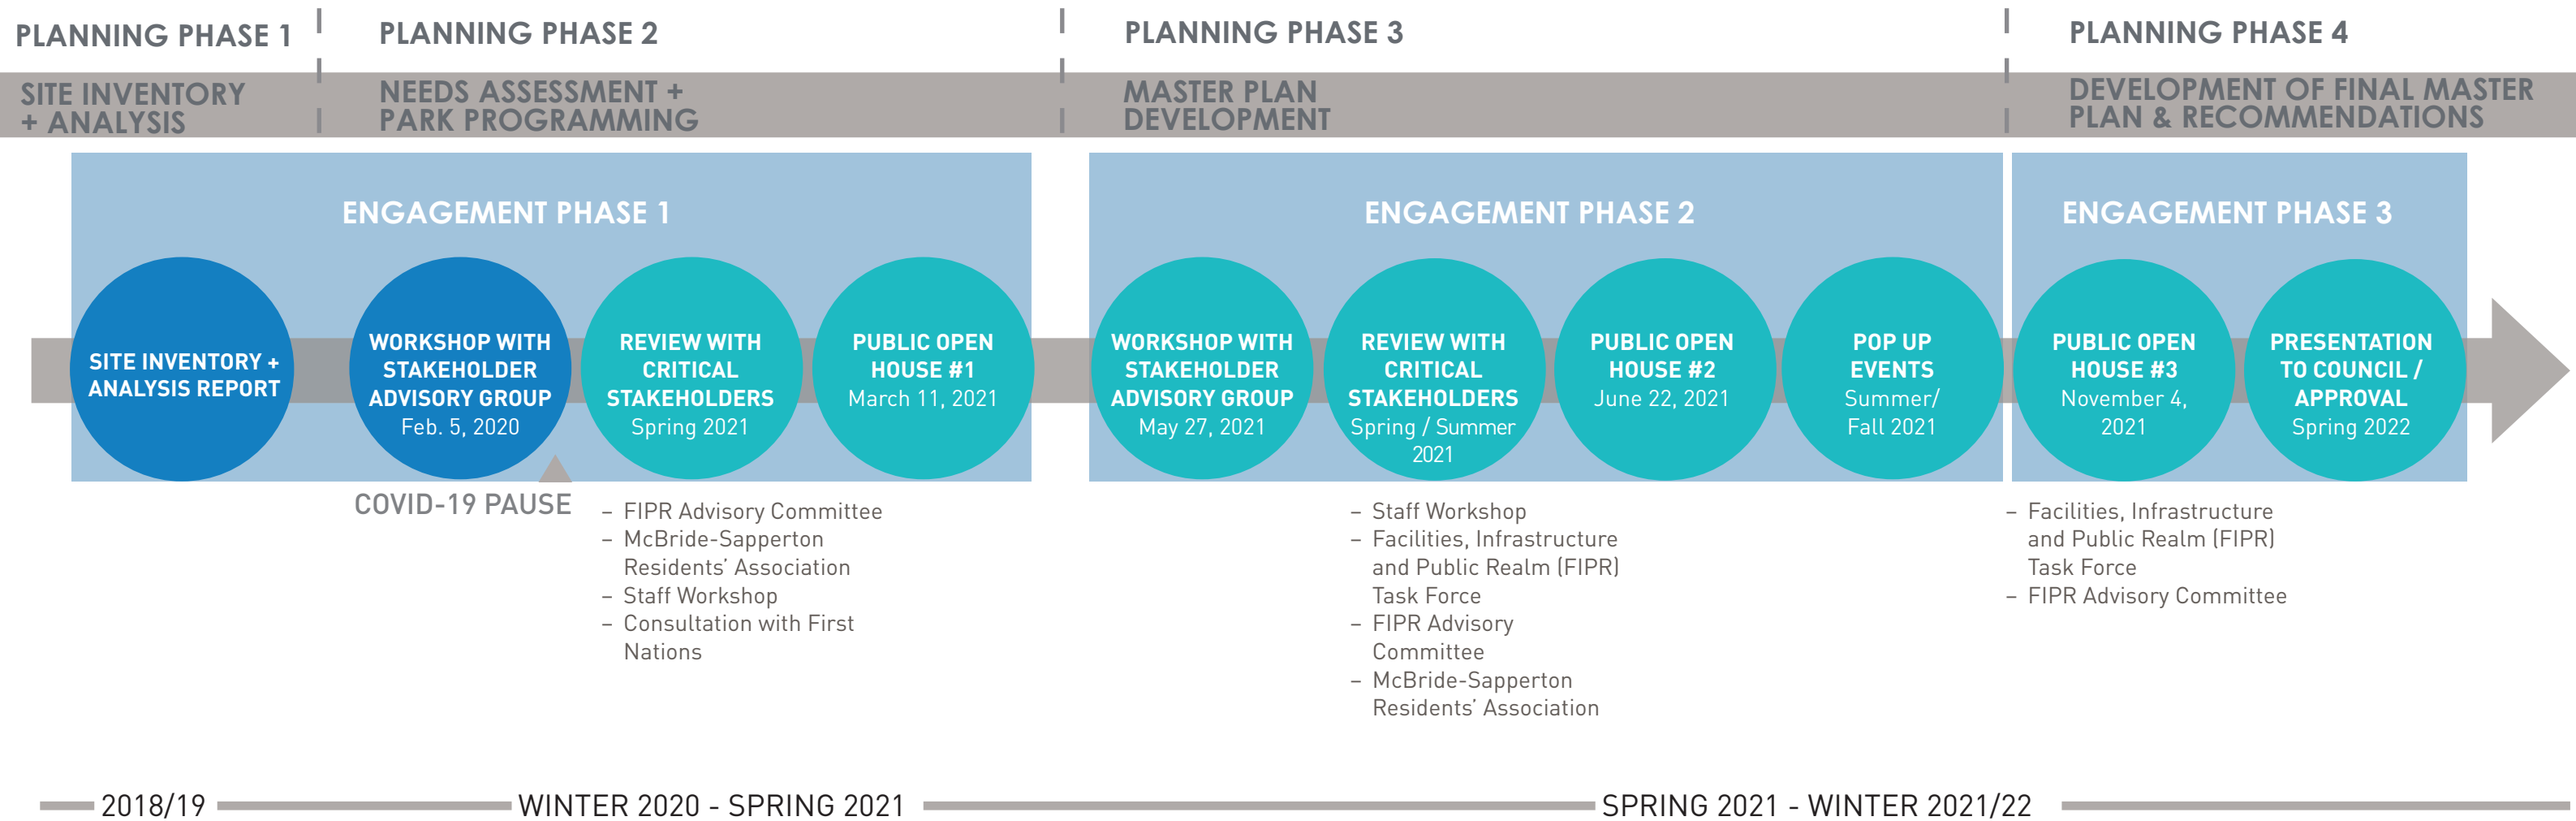 PLANNING PHASE 1
PLANNING PHASE 2
PLANNING PHASE 3
PLANNING PHASE 4
SITE INVENTORY
+ ANALYSIS
NEEDS ASSESSMENT +
PARK PROGRAMMING
MASTER PLAN
DEVELOPMENT
DEVELOPMENT OF FINAL MASTER
PLAN & RECOMMENDATIONS
ENGAGEMENT PHASE 1
SITE INVENTORY +
ANALYSIS REPORT
WORKSHOP WITH
STAKEHOLDER
ADVISORY GROUP
Feb. 5, 2020
COVID-19 PAUSE
REVIEW WITH
CRITICAL
STAKEHOLDERS
Spring 2021
– FIPR Advisory Committee
– McBride-Sapperton
Residents’ Association
– Staff Workshop
– Consultation with First
Nations
PUBLIC OPEN
HOUSE #1
March 11, 2021
ENGAGEMENT PHASE 2
WORKSHOP WITH
STAKEHOLDER
ADVISORY GROUP
May 27, 2021
REVIEW WITH
CRITICAL
STAKEHOLDERS
Spring / Summer
2021
– Staff Workshop
– Facilities, Infrastructure
and Public Realm (FIPR)
Task Force
– FIPR Advisory
Committee
– McBride-Sapperton
Residents’ Association
PUBLIC OPEN
HOUSE #2
June 22, 2021
POP UP
EVENTS
Summer/
Fall 2021
ENGAGEMENT PHASE 3
PUBLIC OPEN
HOUSE #3
November 4,
2021
– Facilities, Infrastructure
and Public Realm (FIPR)
Task Force
– FIPR Advisory Committee
PRESENTATION
TO COUNCIL /
APPROVAL
Spring 2022
2018/19
WINTER 2020 - SPRING 2021
SPRING 2021 - WINTER 2021/22